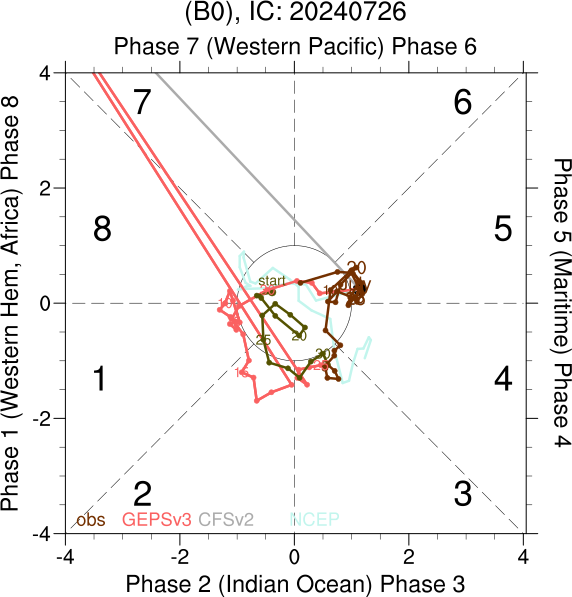 (B0), IC: 20240726
Phase 7 (Western Pacific) Phase 6
Phase 1 (Western Hem, Africa) Phase 8
Phase 5 (Maritime) Phase 4
4
2
0
-2
-4
7
6
8
5
1
4
2
3
start
20
25
20
30
15
obs GEPSv3 CFSv2 NCEP
-4 -2 0 2 4
Phase 2 (Indian Ocean) Phase 3